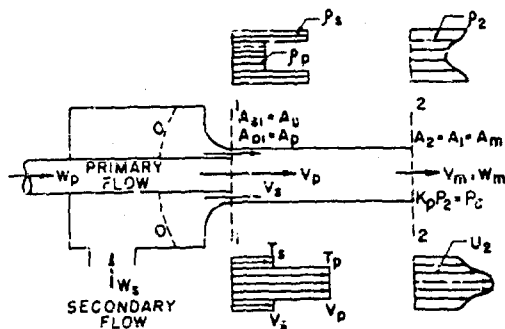 ρs
ρp
ρ2
1
2
As1 = Au
Ap1 = Ap
A2 = A1 = Am
O
PRIMARY
FLOW
Wp
Vp
Vs
Vm, Wm
KpP2 =
O
1
2
Ts
Tp
U2
Ws
Vs
Vp
SECONDARY
FLOW